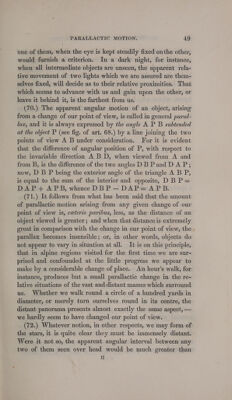 PARALLACTIC MOTION. 49
one of them, when the eye is kept steadily fixed on the other,
would furnish a criterion. In a dark night, for instance,
when all intermediate objects are unseen, the apparent rela-
tive movement of two lights which we are assured are them-
selves fixed, will decide as to their relative proximities. That
which seems to advance with us and gain upon the other, or
leave it behind it, is the farthest from us.
(70.) The apparent angular motion of an object, arising
from a change of our point of view, is called in general paral-
lax, and it is always expressed by the angle A P B subtended
at the object P (see fig. of art. 68.) by a line joining the two
points of view A B under consideration. For it is evident
that the difference of angular position of P, with respect to
the invariable direction A B D, when viewed from A and
from B, is the difference of the two angles D B P and D A P;
now, D B P being the exterior angle of the triangle A B P,
is equal to the sum of the interior and opposite, D B P =
D A P + A P B, whence D B P — D A P = A P B.
(71.) It follows from what has been said that the amount
of parallactic motion arising from any given change of our
point of view is, cæteris paribus, less, as the distance of an
object viewed is greater; and when that distance is extremely
great in comparison with the change in our point of view, the
parallax becomes insensible; or, in other words, objects do
not appear to vary in situation at all. It is on this principle,
that in alpine regions visited for the first time we are sur-
prised and confounded at the little progress we appear to
make by a considerable change of place. An hour's walk, for
instance, produces but a small parallactic change in the re-
lative situations of the vast and distant masses which surround
us. Whether we walk round a circle of a hundred yards in
diameter, or merely turn ourselves round in its centre, the
distant panorama presents almost exactly the same aspect,—
we hardly seem to have changed our point of view.
(72.) Whatever notion, in other respects, we may form of
the stars, it is quite clear they must be immensely distant.
Were it not so, the apparent angular interval between any
two of them seen over head would be much greater than